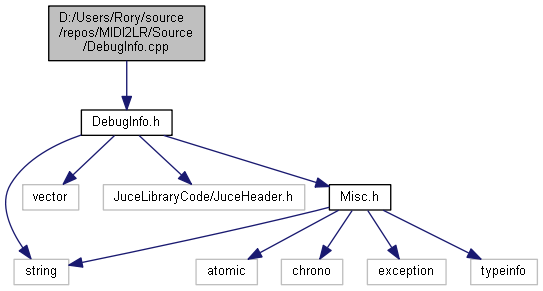 D:/Users/Rory/source
/repos/MIDI2LR/Source
/DebugInfo.cpp
DebugInfo.h
vector
JuceLibraryCode/JuceHeader.h
Misc.h
string
atomic
chrono
exception
typeinfo